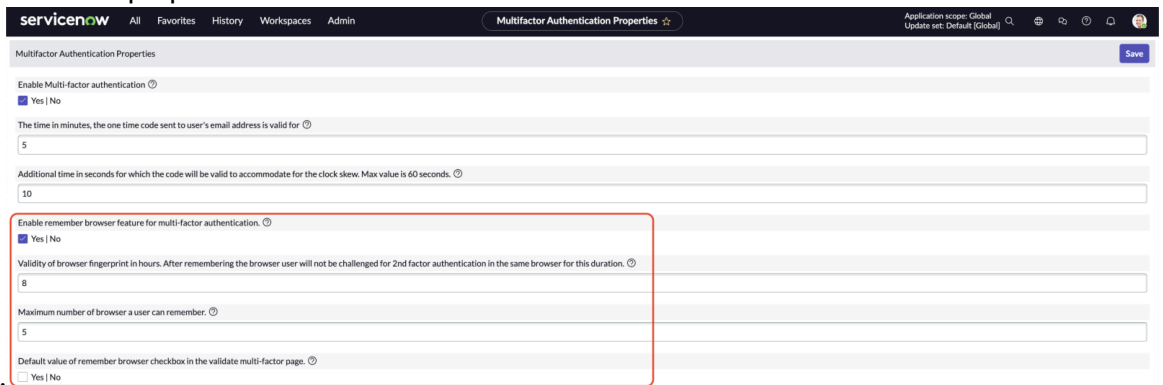 servicenow All Favorites History Workspaces Admin Multifactor Authentication Properties Application scope: Global
Update set: Default [Global]
Multifactor Authentication Properties Save
Enable Multi-factor authentication
Yes | No
The time in minutes, the one time code sent to user's email address is valid for
5
Additional time in seconds for which the code will be valid to accommodate for the clock skew. Max value is 60 seconds.
10
Enable remember browser feature for multi-factor authentication.
Yes | No
Validity of browser fingerprint in hours. After remembering the browser user will not be challenged for 2nd factor authentication in the same browser for this duration.
8
Maximum number of browser a user can remember.
5
Default value of remember browser checkbox in the validate multi-factor page.
Yes | No